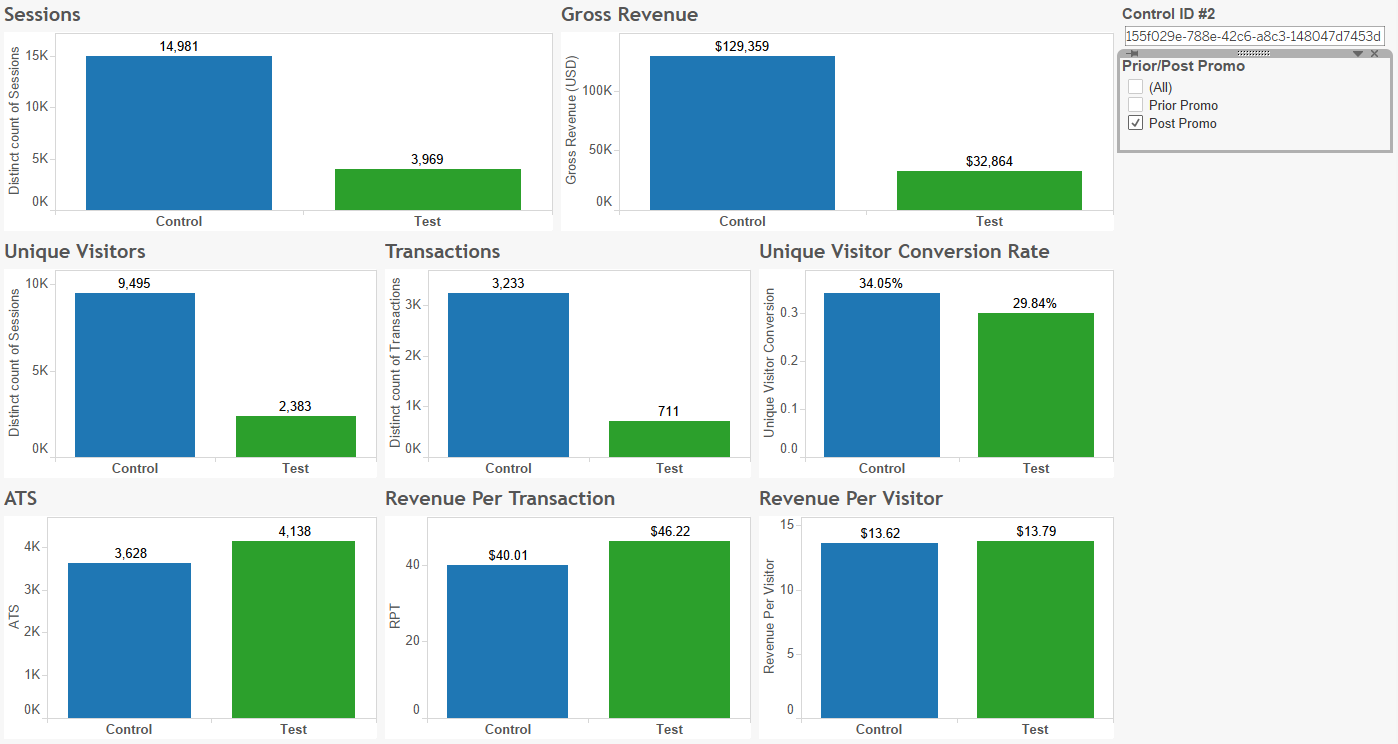 Sessions
Distinct count of Sessions
15K
10K
5K
0K
14,981
3,969
Control
Test
Gross Revenue
Gross Revenue (USD)
100K
50K
0K
$129,359
$32,864
Control
Test
Control ID #2
155f029e-788e-42c6-a8c3-148047d7453d
Prior/Post Promo
(All)
Prior Promo
Post Promo
Unique Visitors
Distinct count of Sessions
10K
5K
0K
9,495
2,383
Control
Test
Transactions
Distinct count of Transactions
3K
2K
1K
0K
3,233
711
Control
Test
Unique Visitor Conversion Rate
Unique Visitor Conversion
0.3
0.2
0.1
0.0
34.05%
29.84%
Control
Test
ATS
ATS
4K
3K
2K
1K
0K
3,628
4,138
Control
Test
Revenue Per Transaction
RPT
40
20
0
$40.01
$46.22
Control
Test
Revenue Per Visitor
Revenue Per Visitor
15
10
5
0
$13.62
$13.79
Control
Test